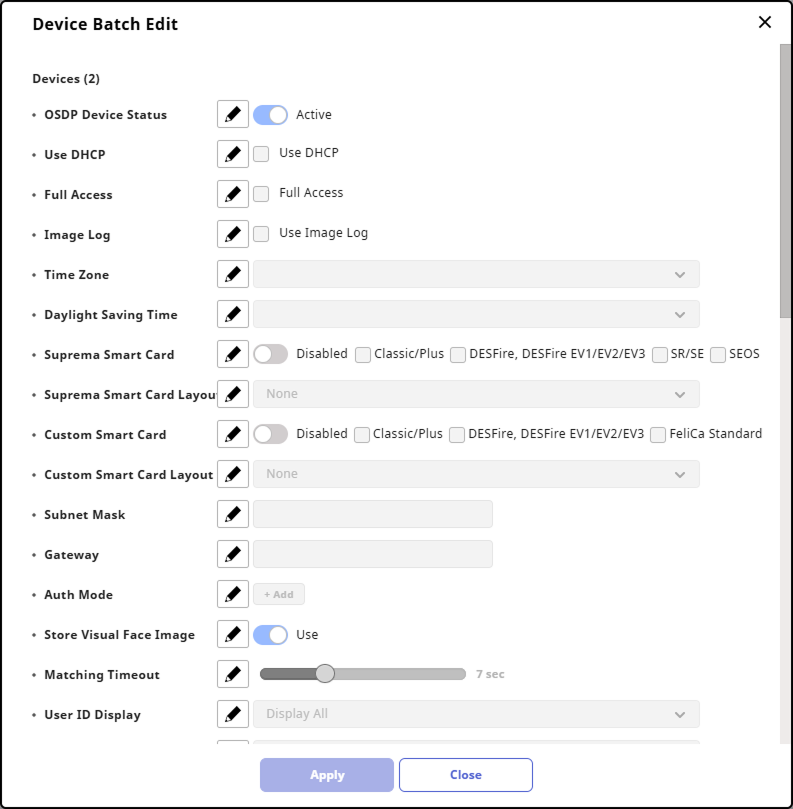 Device Batch Edit
Devices (2)
OSDP Device Status Active
Use DHCP Use DHCP
Full Access Full Access
Image Log Use Image Log
Time Zone
Daylight Saving Time
Suprema Smart Card Disabled Classic/Plus DESFire, DESFire EV1/EV2/EV3 SR/SE SEOS
Suprema Smart Card Layou None
Custom Smart Card Disabled Classic/Plus DESFire, DESFire EV1/EV2/EV3 FeliCa Standard
Custom Smart Card Layout None
Subnet Mask
Gateway
Auth Mode + Add
Store Visual Face Image Use
Matching Timeout 7 sec
User ID Display Display All
Apply Close